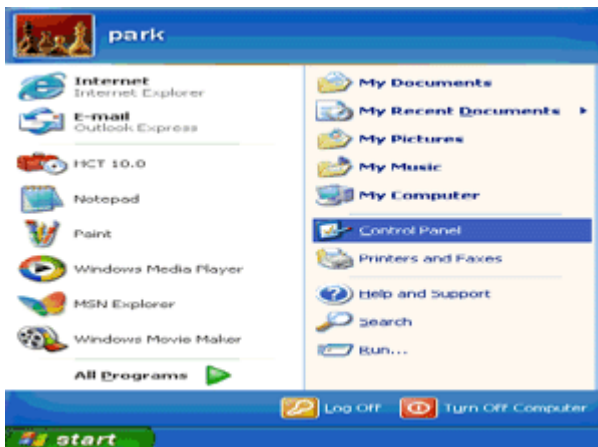 park
Internet
Internet Explorer
E-mail
Outlook Express
HCT 10.0
Notepad
Paint
Windows Media Player
MSN Explorer
Windows Movie Maker
All Programs
My Documents
My Recent Documents
My Pictures
My Music
My Computer
Control Panel
Printers and Faxes
Help and Support
Search
Run...
Log Off
Turn Off Computer
start